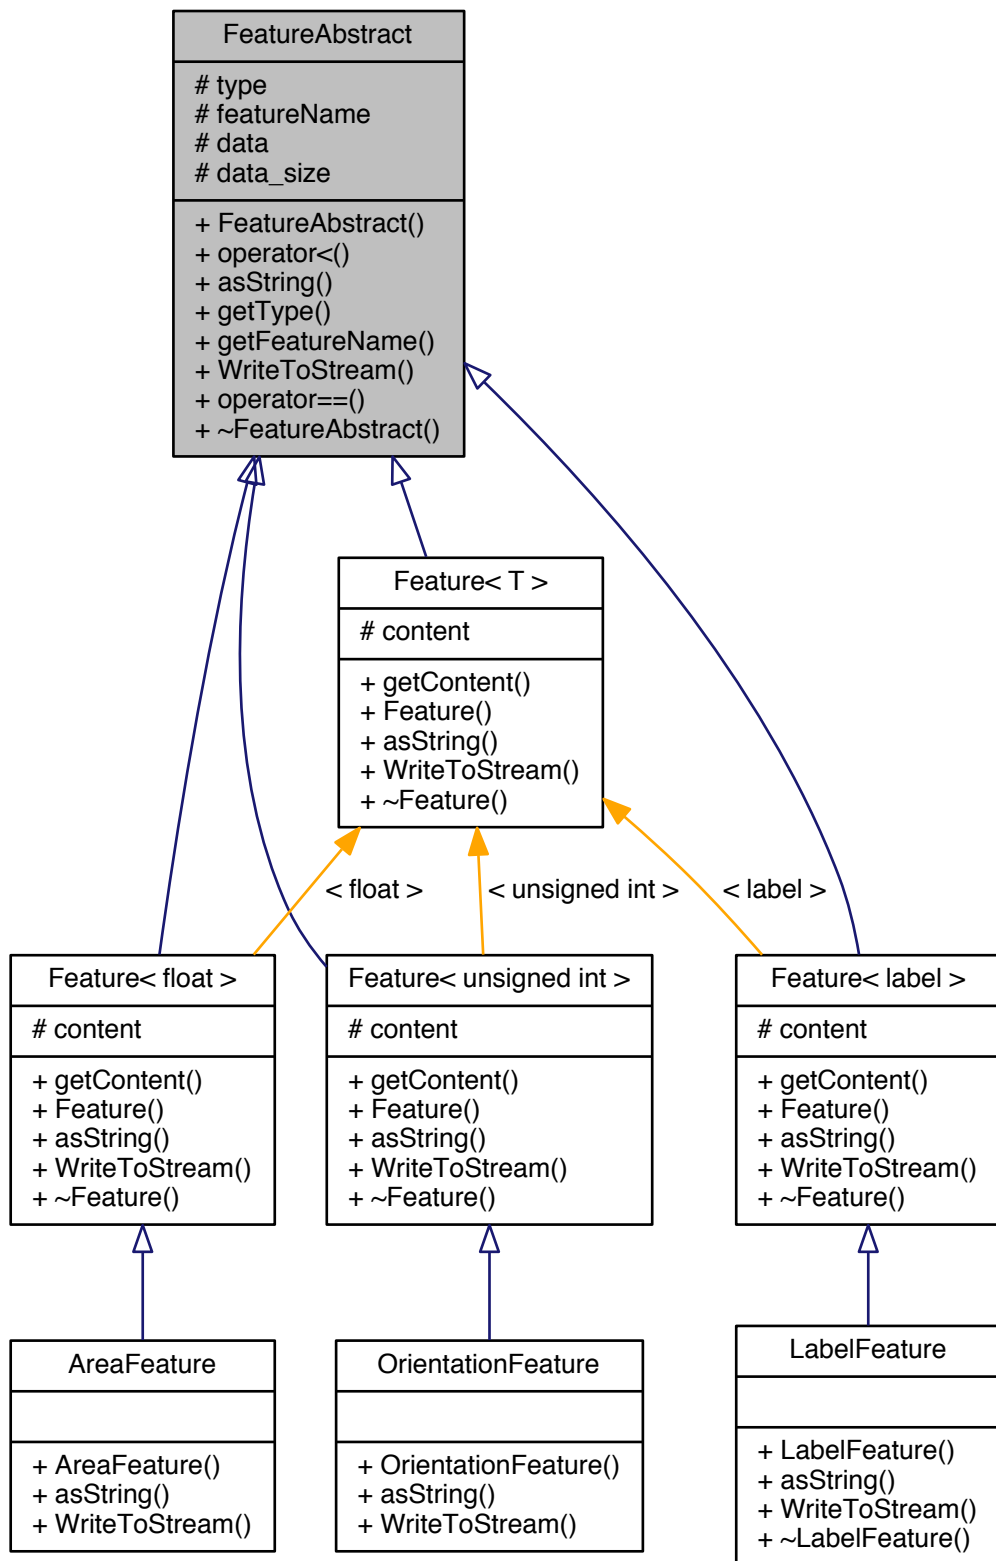 FeatureAbstract
# type
# featureName
# data
# data_size
+ FeatureAbstract()
+ operator<()
+ asString()
+ getType()
+ getFeatureName()
+ WriteToStream()
+ operator==()
+ ~FeatureAbstract()
Feature< T >
# content
+ getContent()
+ Feature()
+ asString()
+ WriteToStream()
+ ~Feature()
< float >
< unsigned int >
< label >
Feature< float >
# content
+ getContent()
+ Feature()
+ asString()
+ WriteToStream()
+ ~Feature()
Feature< unsigned int >
# content
+ getContent()
+ Feature()
+ asString()
+ WriteToStream()
+ ~Feature()
Feature< label >
# content
+ getContent()
+ Feature()
+ asString()
+ WriteToStream()
+ ~Feature()
AreaFeature
+ AreaFeature()
+ asString()
+ WriteToStream()
OrientationFeature
+ OrientationFeature()
+ asString()
+ WriteToStream()
LabelFeature
+ LabelFeature()
+ asString()
+ WriteToStream()
+ ~LabelFeature()